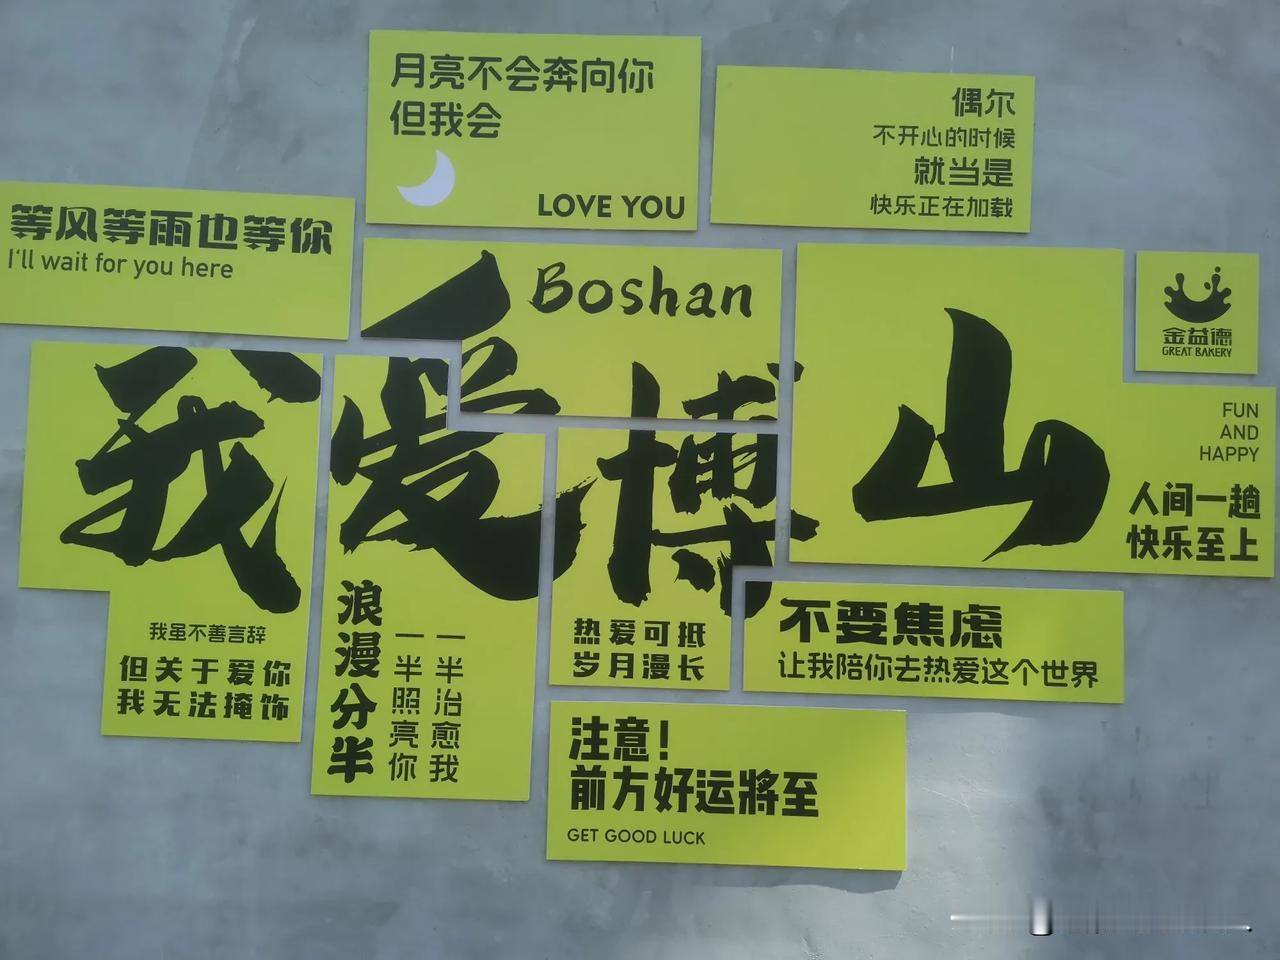 月亮不会奔向你
但我会
LOVE YOU
偶尔
不开心的时候
就当是
快乐正在加载
等风等雨也等你
I'll wait for you here
Boshan
我爱博山
金益德
GREAT BAKERY
FUN
AND
HAPPY
人间一趟
快乐至上
我虽不善言辞
但关于爱你
我无法掩饰
浪漫分半
一半治愈我
一半照亮你
热爱可抵
岁月漫长
不要焦虑
让我陪你去热爱这个世界
注意！
前方好运將至
GET GOOD LUCK